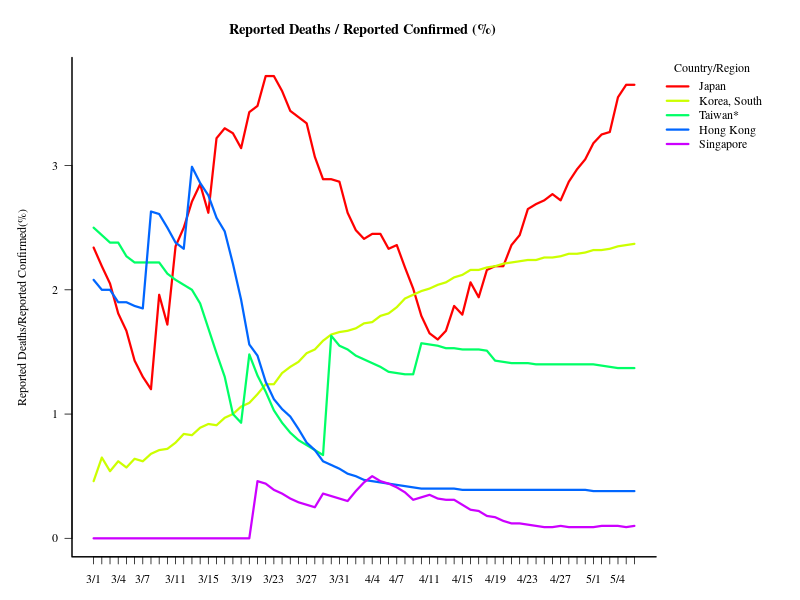 Reported Deaths / Reported Confirmed (%)
Country/Region
Japan
Korea, South
Taiwan*
Hong Kong
Singapore
Reported Deaths/Reported Confirmed(%)
3
2
1
0
3/1 3/4 3/7 3/11 3/15 3/19 3/23 3/27 3/31 4/4 4/7 4/11 4/15 4/19 4/23 4/27 5/1 5/4